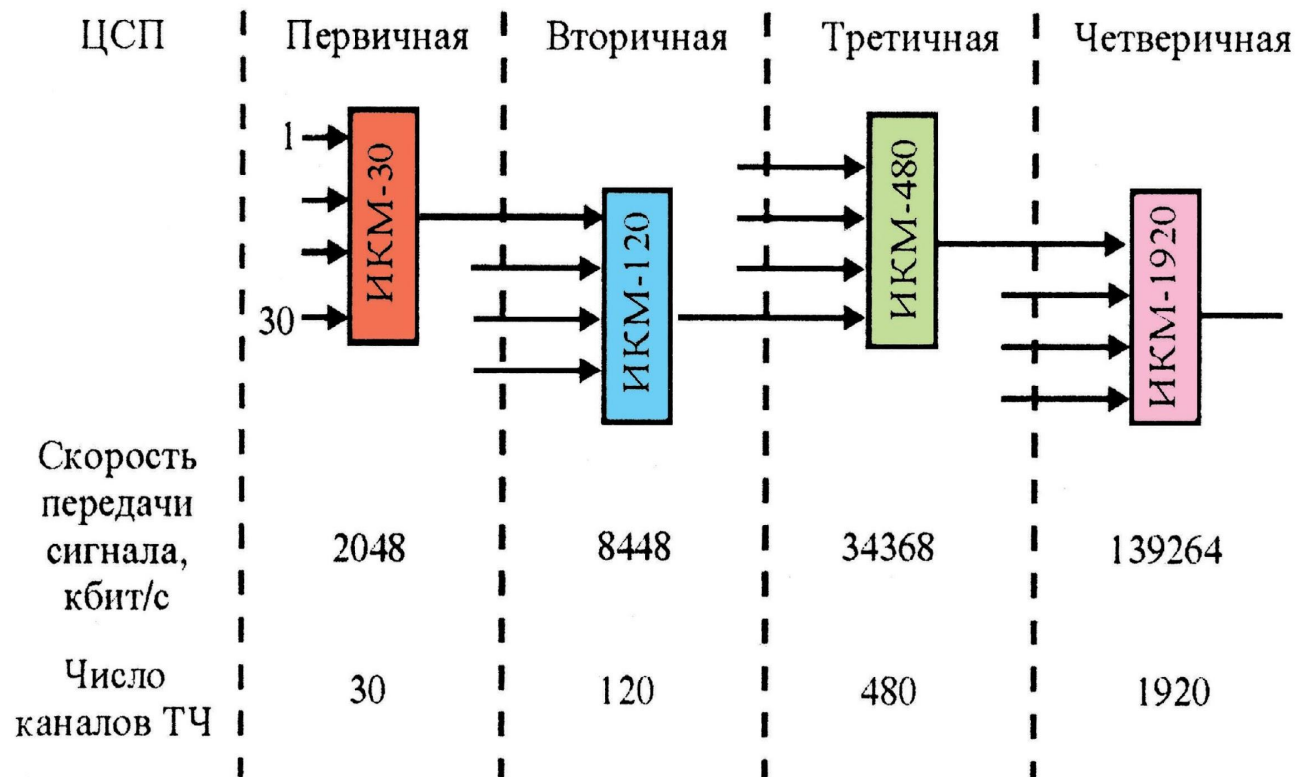 ЦСП Первичная Вторичная Третичная Четверичная
1
30
ИКМ-30
ИКМ-120
ИКМ-480
ИКМ-1920
Скорость
передачи
сигнала,
кбит/с
2048 8448 34368 139264
Число
каналов ТЧ
30 120 480 1920